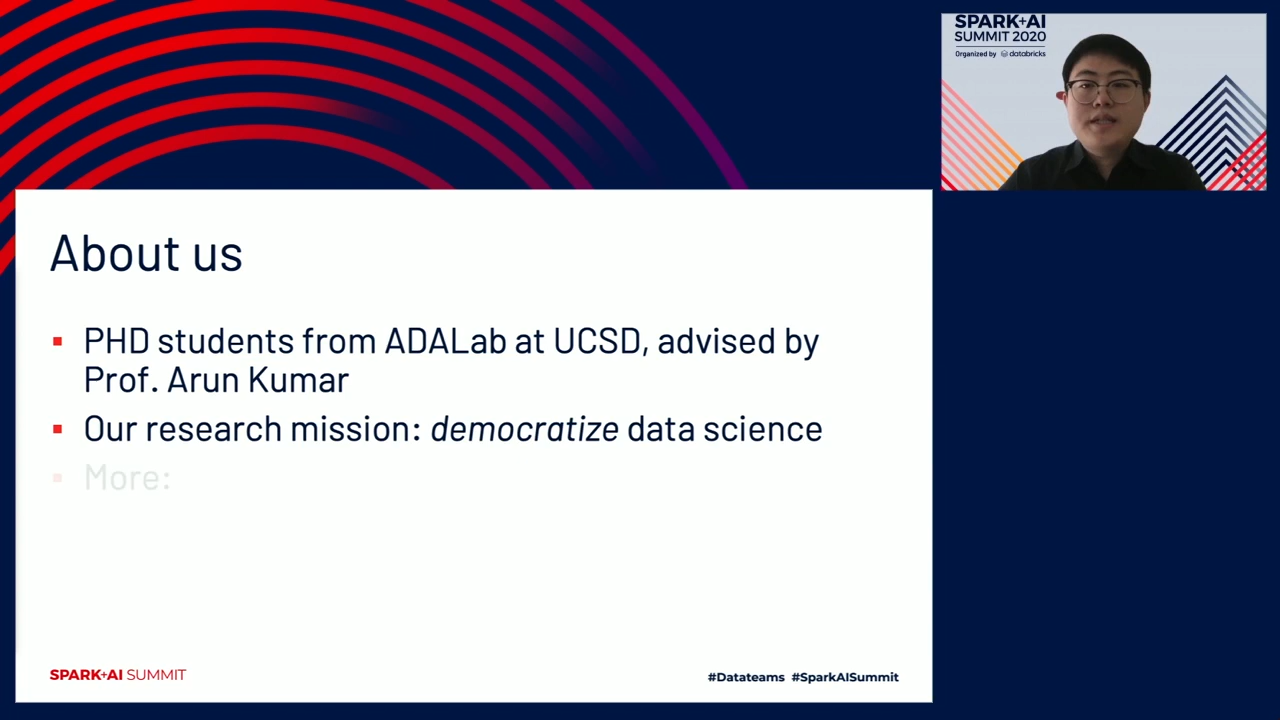 SPARK+AI
SUMMIT 2020
Organized by databricks
About us
▪ PHD students from ADALab at UCSD, advised by
Prof. Arun Kumar
▪ Our research mission: democratize data science
▪ More:
SPARK+AI SUMMIT
#Datateams #SparkAISummit